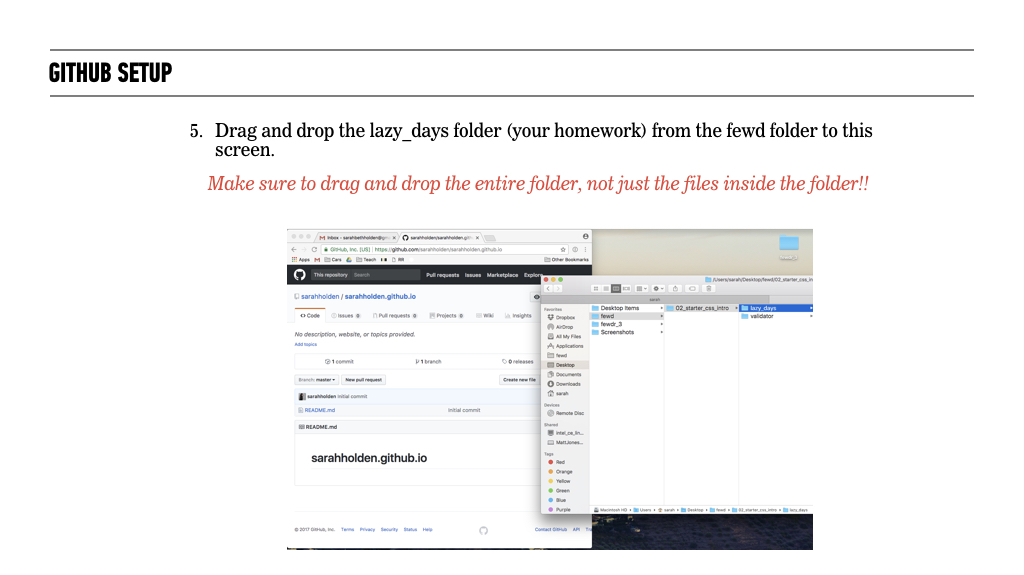 GITHUB SETUP
5. Drag and drop the lazy_days folder (your homework) from the fewd folder to this
screen.
Make sure to drag and drop the entire folder, not just the files inside the folder!!
Inbox - sarahbethholden@gm
sarahholden/sarahholden.gith
GitHub, Inc. [US] https://github.com/sarahholden/sarahholden.github.io
Apps Cars Teach Other Bookmarks
This repository Search Pull requests Issues Marketplace Explore
sarahholden / sarahholden.github.io
Code Issues 0 Pull requests 0 Projects 0 Wiki Insights
No description, website, or topics provided.
Add topics
1 commit 1 branch 0 releases
Branch: master New pull request Create new file
sarahholden Initial commit
README.md Initial commit
README.md
sarahholden.github.io
© 2017 GitHub, Inc. Terms Privacy Security Status Help Contact GitHub API Tra
/Users/sarah/Desktop/fewd/02_starter_css_in
sarah
Favorites
Dropbox
AirDrop
All My Files
Applications
fewd
Desktop
Documents
Downloads
sarah
Devices
Remote Disc
Shared
intel_ce_lin...
MattJones...
Tags
Red
Orange
Yellow
Green
Blue
Purple
Desktop Items
fewd
fewdr_3
Screenshots
02_starter_css_intro
lazy_days
validator
Macintosh HD Users sarah Desktop fewd 02_starter_css_intro lazy_days